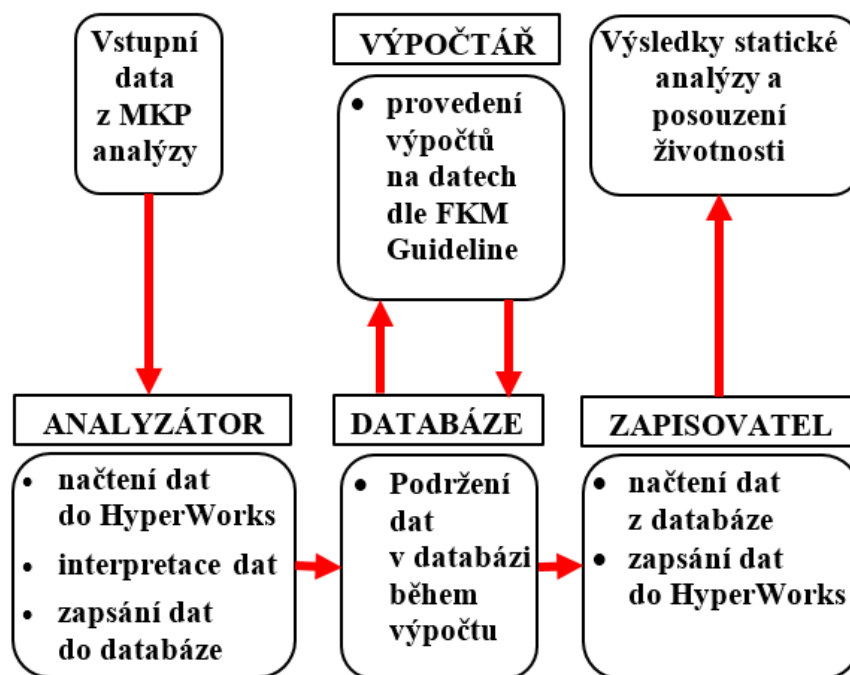 Vstupní
data
z MKP
analýzy
VÝPOČTÁŘ
• provedení
výpočtů
na datech
dle FKM
Guideline
Výsledky statické
analýzy a
posouzení
životnosti
ANALYZÁTOR
• načtení dat
do HyperWorks
• interpretace dat
• zapsání dat
do databáze
DATABÁZE
• Podržení
dat
v databázi
během
výpočtu
ZAPISOVATEL
• načtení dat
z databáze
• zapsání dat
do HyperWorks